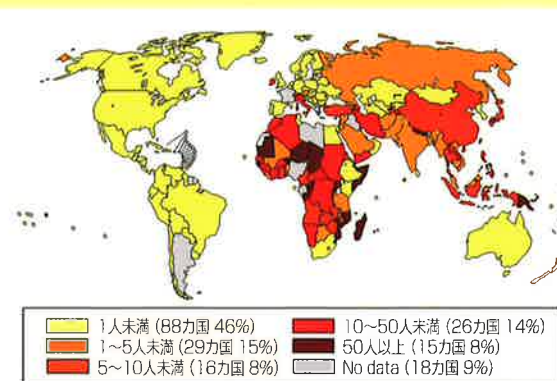 1人未満 (88カ国 46%)
1～5人未満 (29カ国 15%)
5～10人未満 (16カ国 8%)
10～50人未満 (26カ国 14%)
50人以上 (15カ国 8%)
No data (18カ国 9%)